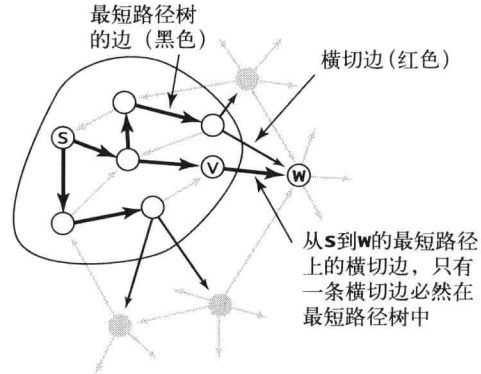 最短路径树
的边（黑色）
横切边(红色)
s
v
w
从s到w的最短路径
上的横切边，只有
一条横切边必然在
最短路径树中